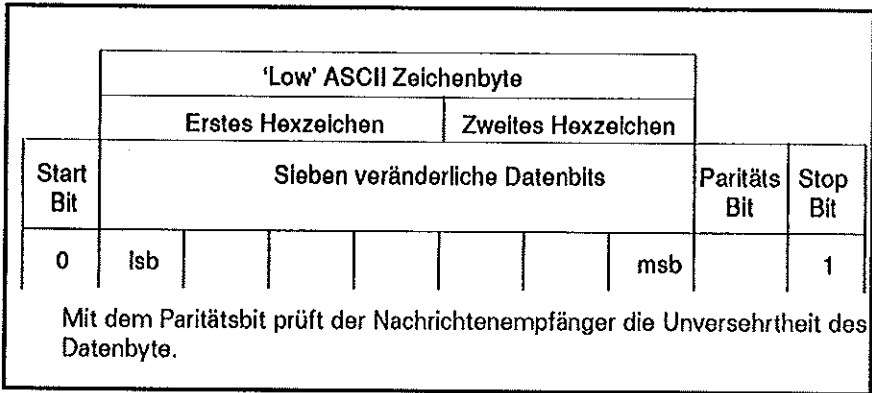 'Low' ASCII Zeichenbyte
Erstes Hexzeichen Zweites Hexzeichen
Start Bit Sieben veränderliche Datenbits Paritäts Bit Stop Bit
0 lsb msb 1
Mit dem Paritätsbit prüft der Nachrichtenempfänger die Unversehrtheit des
Datenbyte.